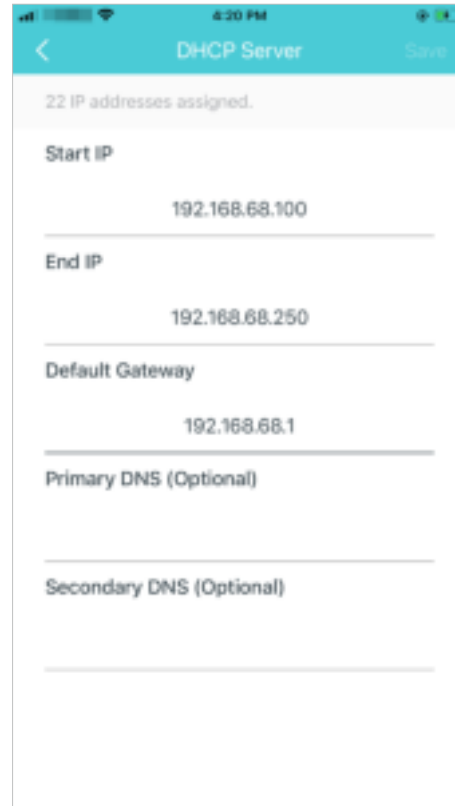 4:20 PM
DHCP Server
Save
22 IP addresses assigned.
Start IP
192.168.68.100
End IP
192.168.68.250
Default Gateway
192.168.68.1
Primary DNS (Optional)
Secondary DNS (Optional)